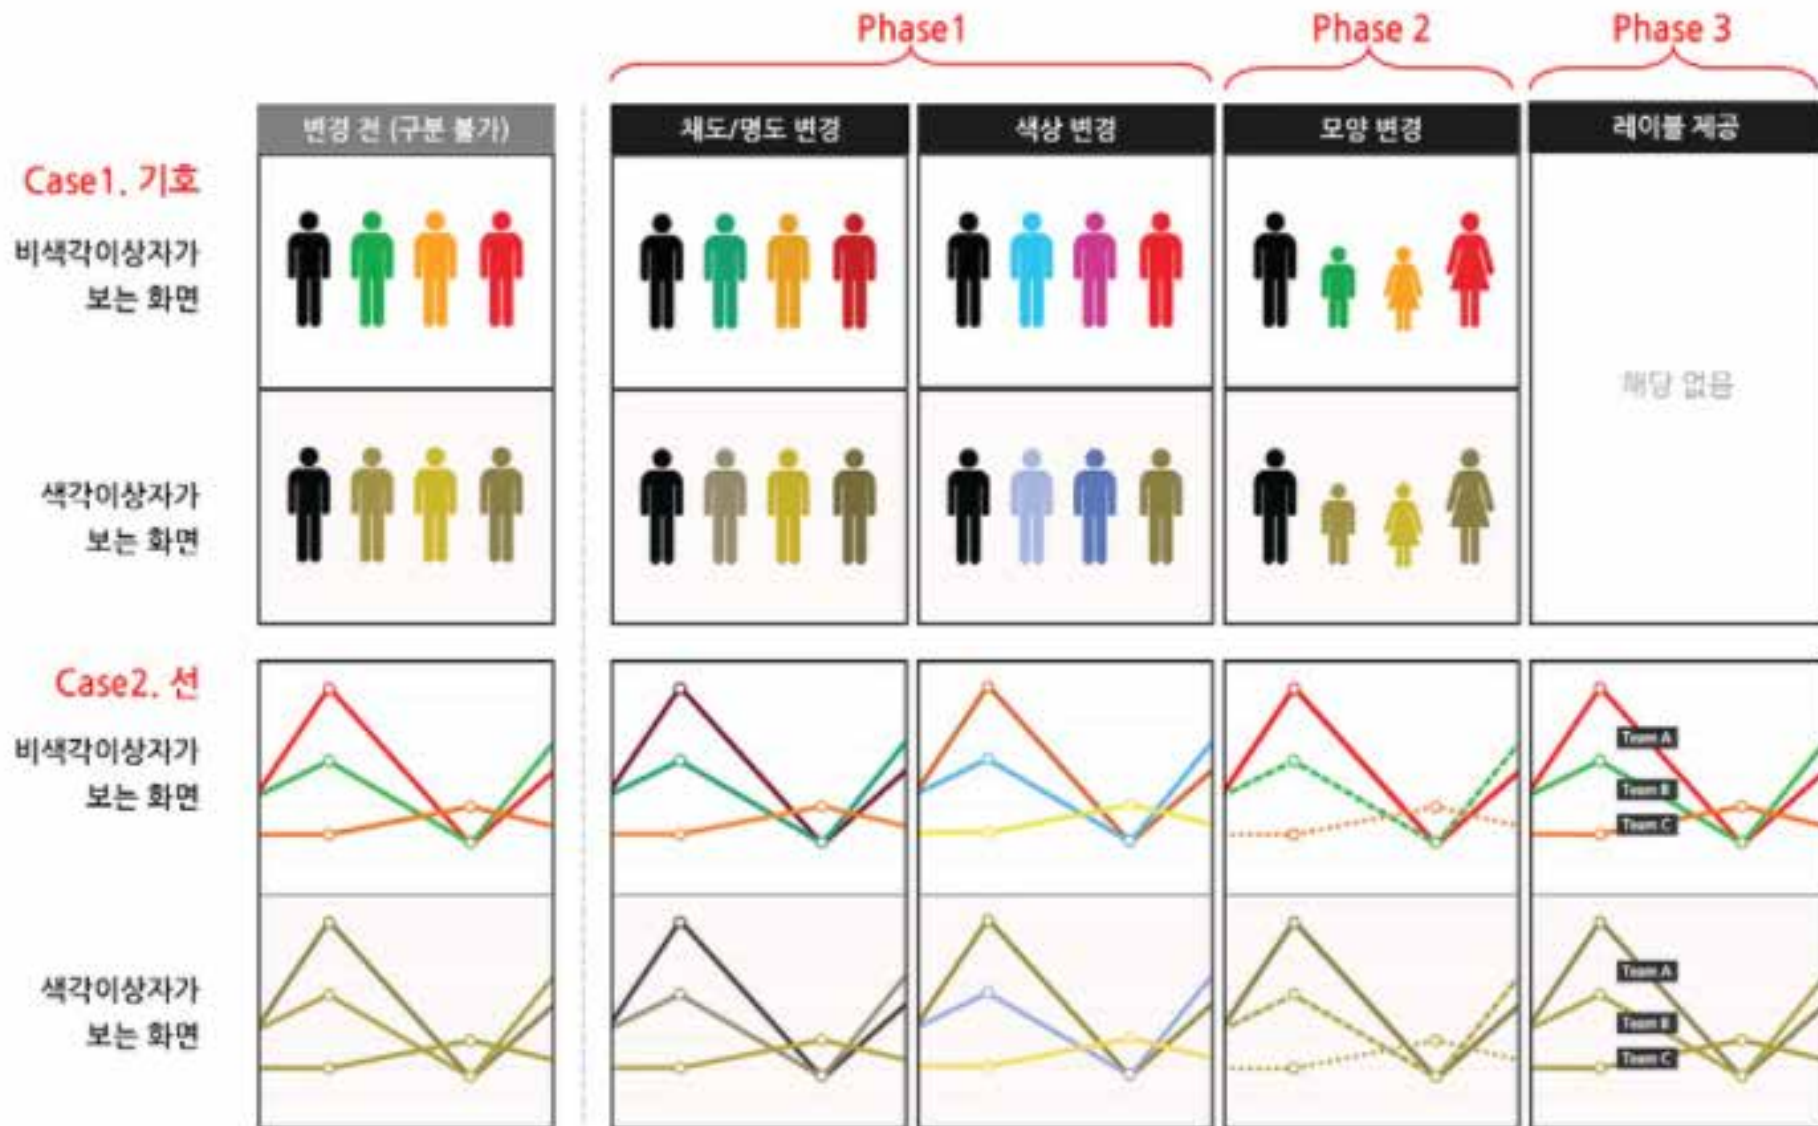 Phase1
Phase 2
Phase 3
변경 전 (구분 불가)
채도/명도 변경
색상 변경
모양 변경
레이블 제공
Case1. 기호
비색각이상자가
보는 화면
해당 없음
색각이상자가
보는 화면
Case2. 선
비색각이상자가
보는 화면
Team A
Team B
Team C
색각이상자가
보는 화면
Team A
Team B
Team C